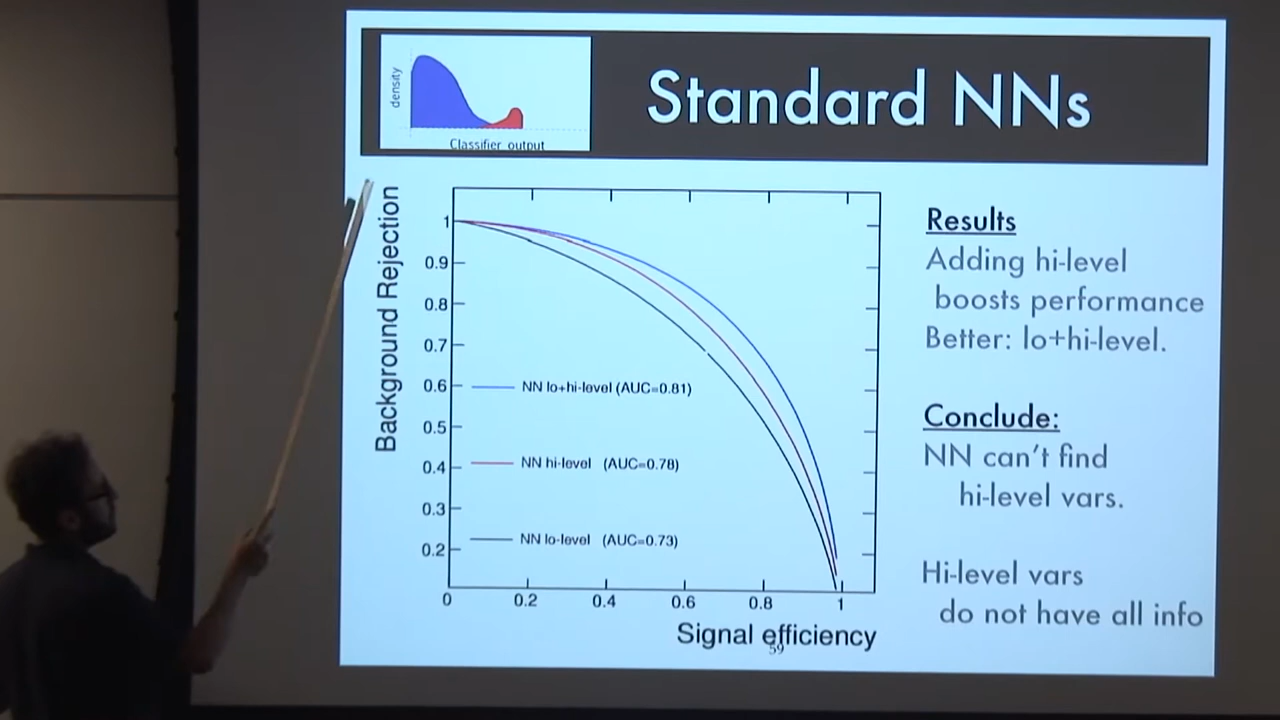 Standard NNs
density
Classifier output
Background Rejection
1
0.9
0.8
0.7
0.6
0.5
0.4
0.3
0.2
NN lo+hi-level (AUC=0.81)
NN hi-level (AUC=0.78)
NN lo-level (AUC=0.73)
0
0.2
0.4
0.6
0.8
1
Signal efficiency
59
Results
Adding hi-level
boosts performance
Better: lo+hi-level.
Conclude:
NN can't find
hi-level vars.
Hi-level vars
do not have all info